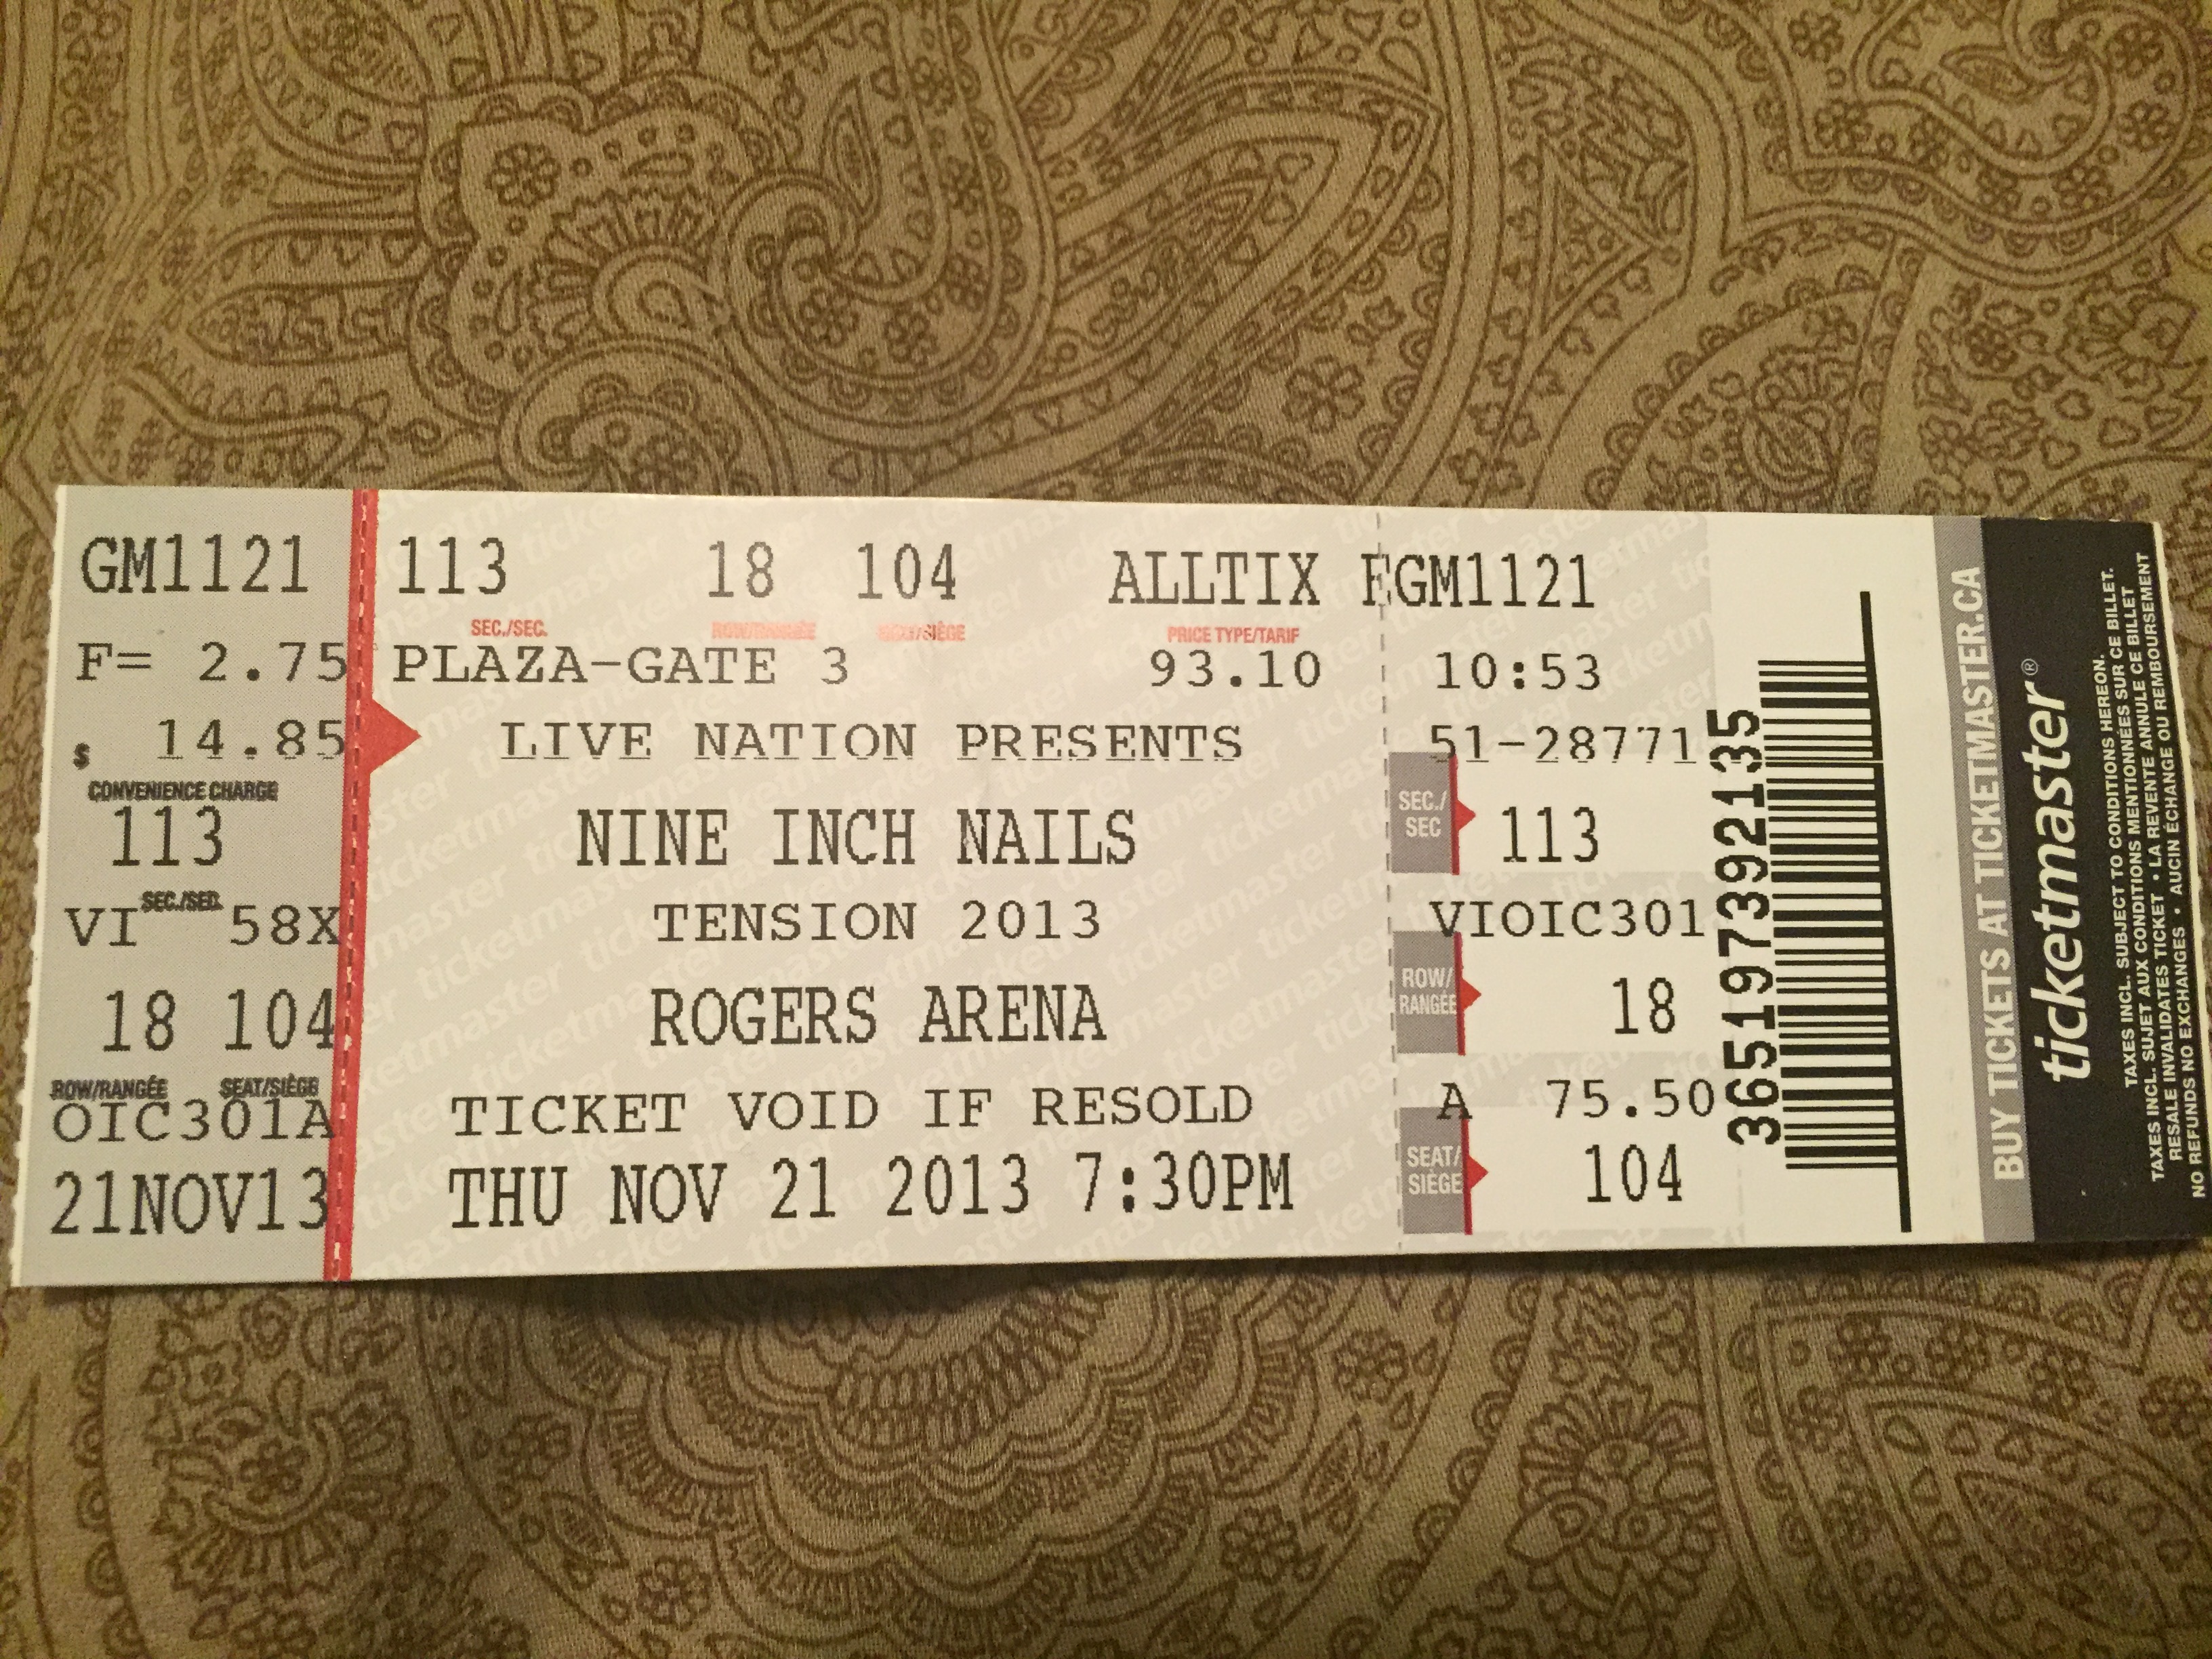 GM1121
F= 2.75
$ 14.85
CONVENIENCE CHARGE
113
SEC./SEC.
VI 58X
18 104
ROW/RANGÉE SEAT/SIÈGE
OIC301A
21NOV13
113 18 104 ALLTIX F
SEC./SEC. ROW/RANGÉE SEAT/SIÈGE PRICE TYPE/TARIF
PLAZA-GATE 3 93.10
LIVE NATION PRESENTS
NINE INCH NAILS
TENSION 2013
ROGERS ARENA
TICKET VOID IF RESOLD
THU NOV 21 2013 7:30PM
GM1121
10:53
51-28771
SEC./
SEC
113
VIOIC301
ROW/
RANGÉE
18
A 75.50
SEAT/
SIÈGE
104
365197392135
BUY TICKETS AT TICKETMASTER.CA
ticketmaster®
TAXES INCL. SUBJECT TO CONDITIONS HEREON.
TAXES INCL. SUJET AUX CONDITIONS MENTIONNÉES SUR CE BILLET.
RESALE INVALIDATES TICKET • LA REVENTE ANNULE CE BILLET
NO REFUNDS NO EXCHANGES • AUCIN ÉCHANGE OU REMBOURSEMENT